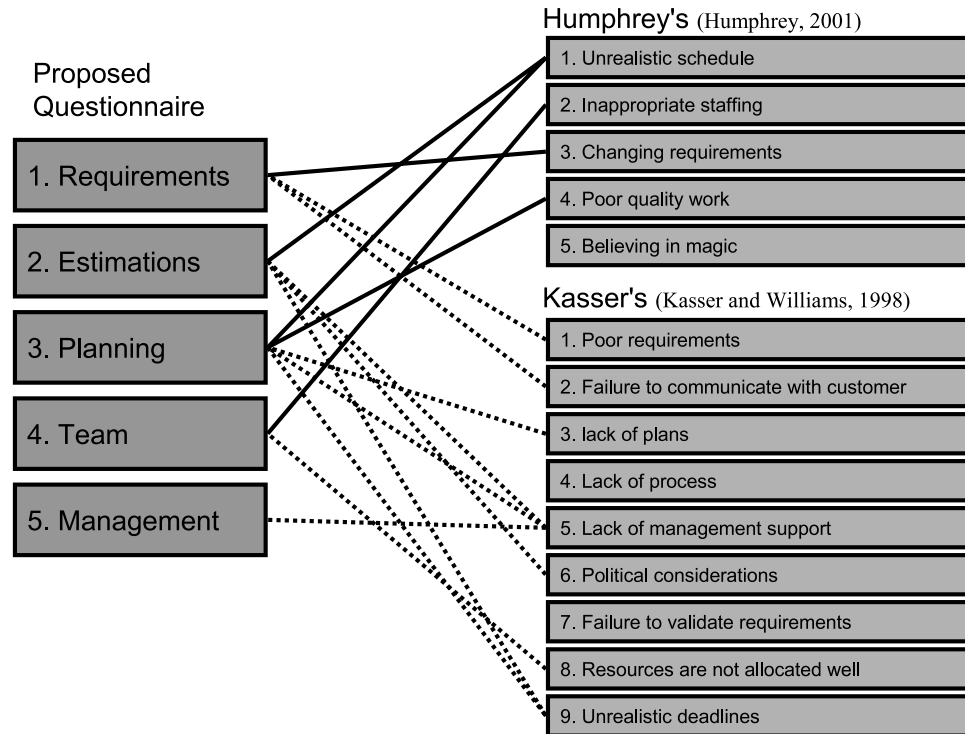 Proposed
Questionnaire
1. Requirements
2. Estimations
3. Planning
4. Team
5. Management
Humphrey's (Humphrey, 2001)
1. Unrealistic schedule
2. Inappropriate staffing
3. Changing requirements
4. Poor quality work
5. Believing in magic
Kasser's (Kasser and Williams, 1998)
1. Poor requirements
2. Failure to communicate with customer
3. lack of plans
4. Lack of process
5. Lack of management support
6. Political considerations
7. Failure to validate requirements
8. Resources are not allocated well
9. Unrealistic deadlines